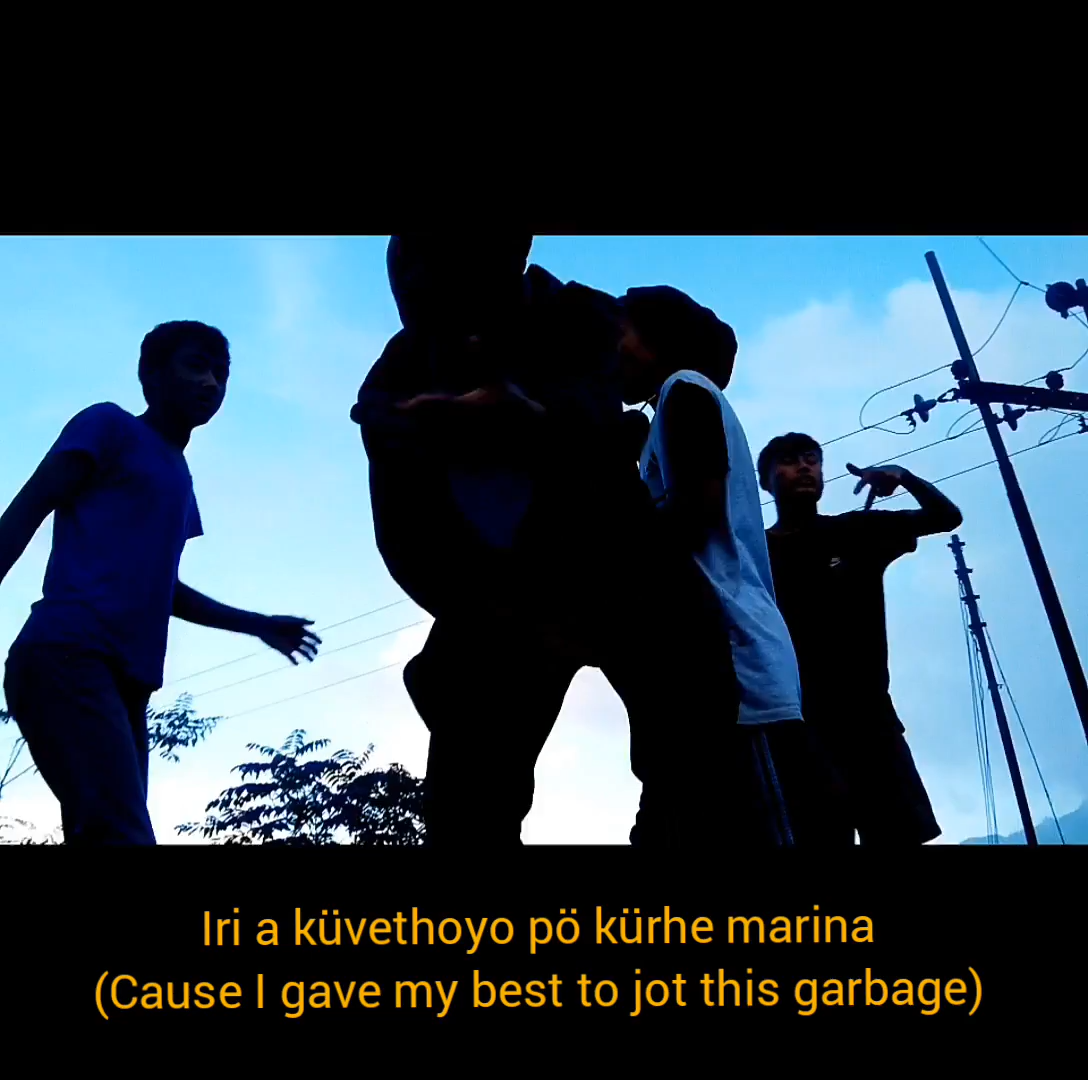 Iri a küvethoyo pö kürhe marina
(Cause I gave my best to jot this garbage)